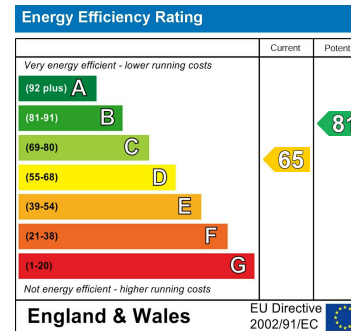 Energy Efficiency Rating
Current Potent
Very energy efficient - lower running costs
(92 plus) A
(81-91) B
(69-80) C
(55-68) D
(39-54) E
(21-38) F
(1-20) G
65
81
Not energy efficient - higher running costs
England & Wales
EU Directive
2002/91/EC